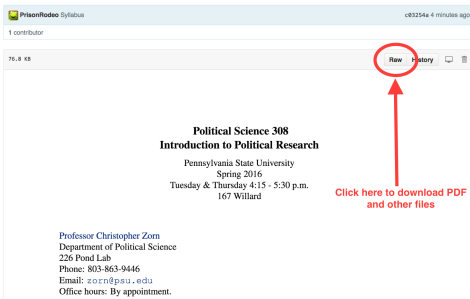 PrisonRodeo Syllabus c03254a 4 minutes ago
1 contributor
76.8 KB Raw History
Political Science 308
Introduction to Political Research
Pennsylvania State University
Spring 2016
Tuesday & Thursday 4:15 - 5:30 p.m.
167 Willard
Click here to download PDF
and other files
Professor Christopher Zorn
Department of Political Science
226 Pond Lab
Phone: 803-863-9446
Email: zorn@psu.edu
Office hours: By appointment.